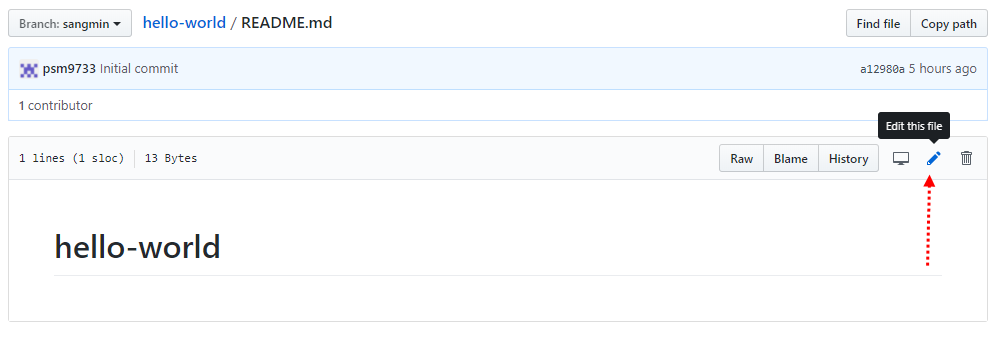 Branch: sangmin hello-world / README.md Find file Copy path
psm9733 Initial commit a12980a 5 hours ago
1 contributor
Edit this file
1 lines (1 sloc) 13 Bytes Raw Blame History
hello-world